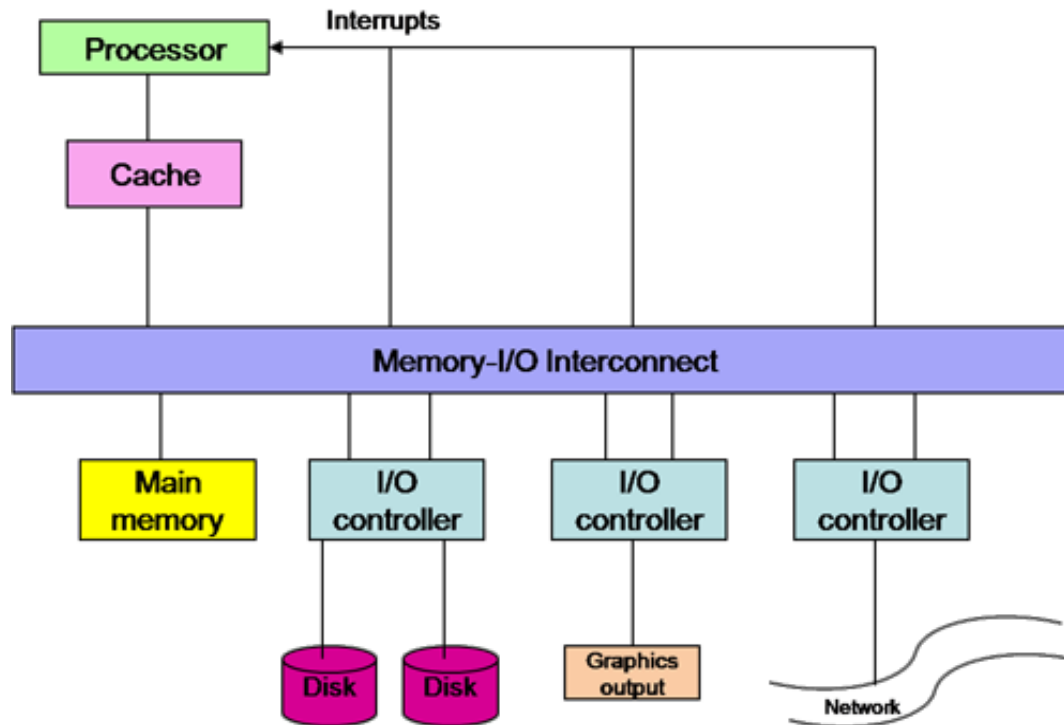 Interrupts
Processor
Cache
Memory-I/O Interconnect
Main
memory
I/O
controller
I/O
controller
I/O
controller
Disk
Disk
Graphics
output
Network